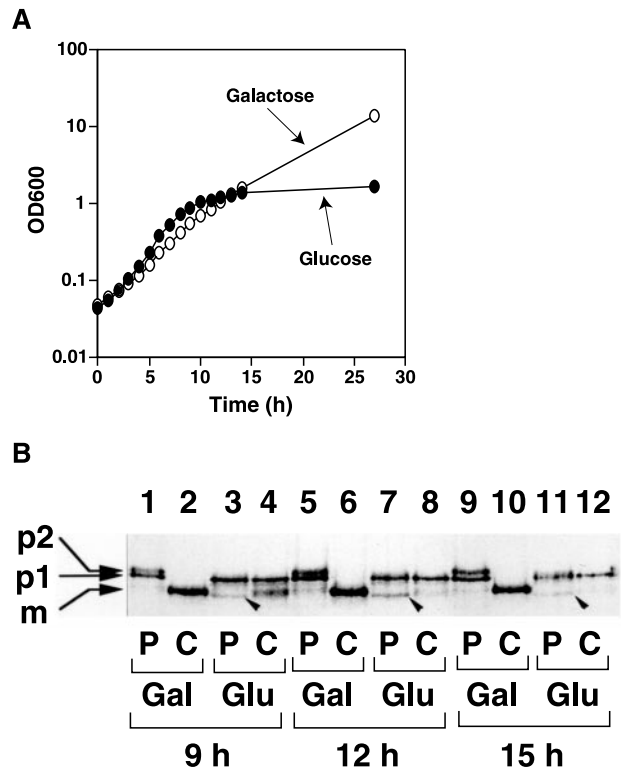 A
100
10
1
0.1
0.01
OD600
Galactose
Glucose
0 5 10 15 20 25 30
Time (h)
B
1 2 3 4 5 6 7 8 9 10 11 12
p2
p1
m
P C P C P C P C P C P C
Gal Glu Gal Glu Gal Glu
9 h 12 h 15 h